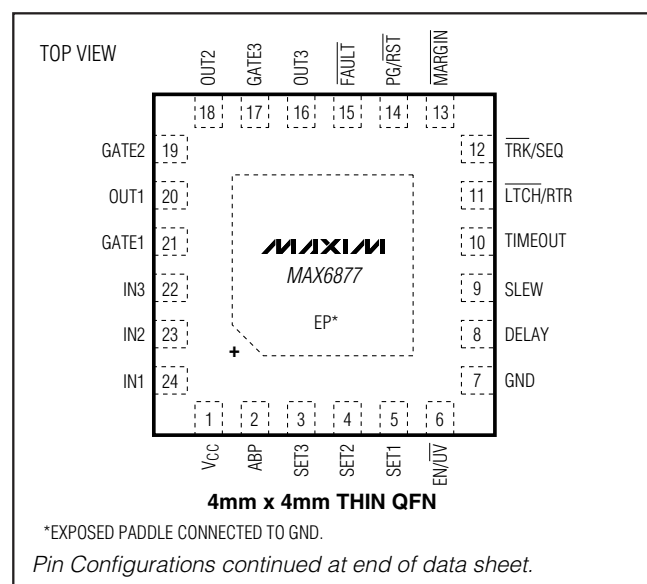 TOP VIEW
OUT2
GATE3
OUT3
FAULT
PG/RST
MARGIN
18
17
16
15
14
13
GATE2 19
OUT1 20
GATE1 21
IN3 22
IN2 23
IN1 24
12 TRK/SEQ
11 LTCH/RTR
10 TIMEOUT
9 SLEW
8 DELAY
7 GND
MAXIM
MAX6877
EP*
+
1
2
3
4
5
6
VCC
ABP
SET3
SET2
SET1
EN/UV
4mm x 4mm THIN QFN
*EXPOSED PADDLE CONNECTED TO GND.
Pin Configurations continued at end of data sheet.